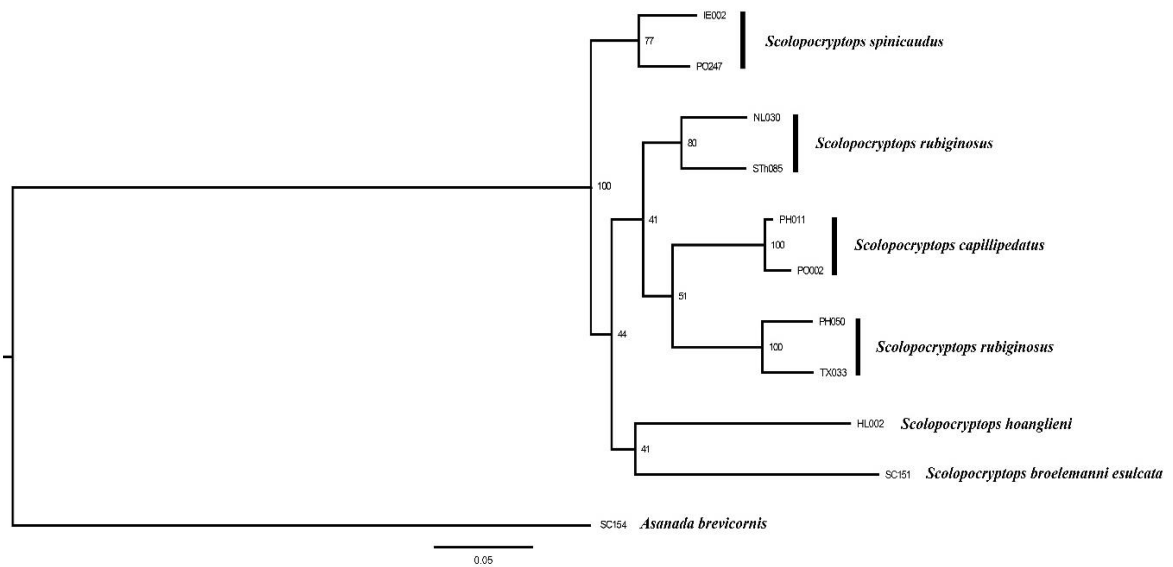 IE002
77
Scolopocryptops spinicaudus
PO247
NL030
80
Scolopocryptops rubiginosus
STh085
100
PH011
41
100
Scolopocryptops capillipedatus
PO002
51
PH050
44
100
Scolopocryptops rubiginosus
TX033
HL002 Scolopocryptops hoanglieni
41
SC151 Scolopocryptops broelemanni esulcata
SC154 Asanada brevicornis
0.05